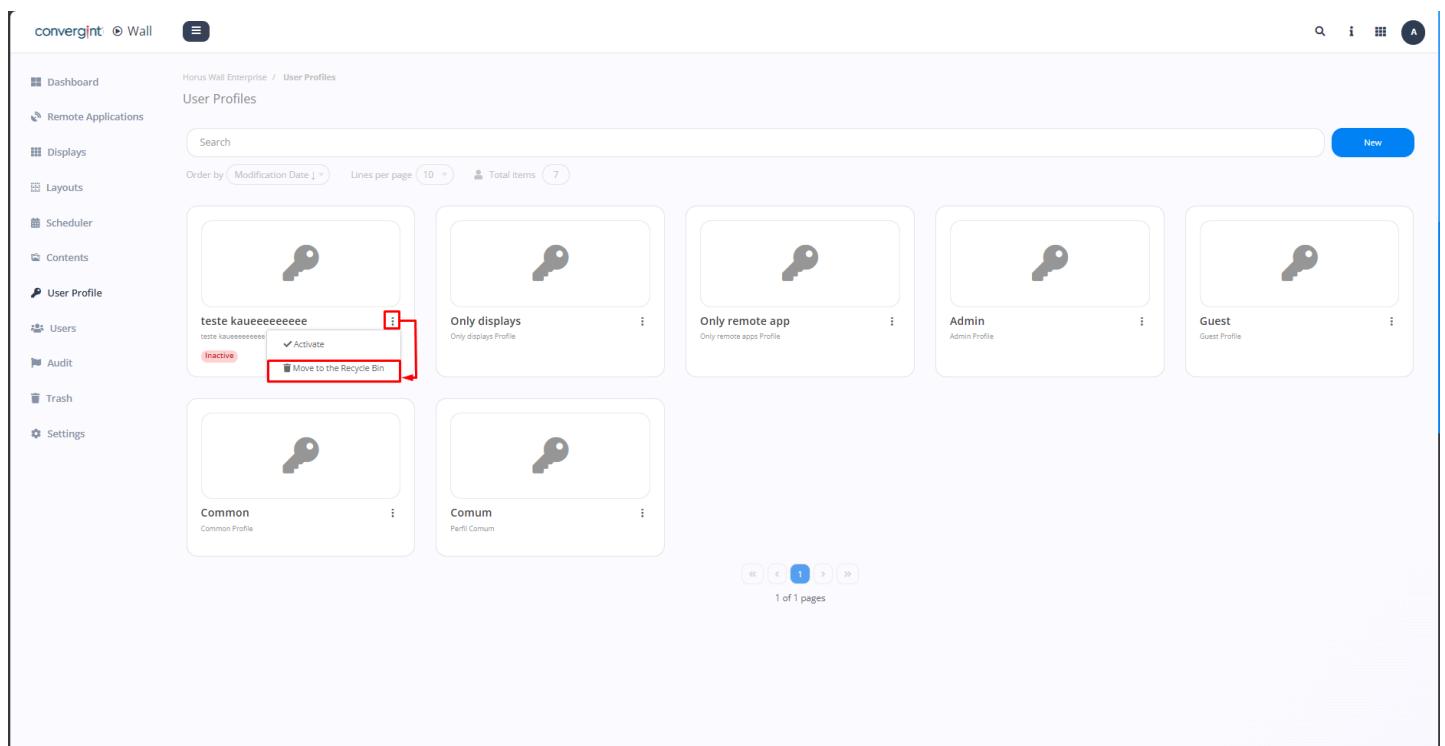 convergint Wall
A
Dashboard
Remote Applications
Displays
Layouts
Scheduler
Contents
User Profile
Users
Audit
Trash
Settings
Horus Wall Enterprise / User Profiles
User Profiles
Search
New
Order by Modification Date ↓ Lines per page 10 Total items 7
teste kaueeeeeeeeee
teste kaueeeeeeeeee
Inactive
Activate
Move to the Recycle Bin
Only displays
Only displays Profile
Only remote app
Only remote apps Profile
Admin
Admin Profile
Guest
Guest Profile
Common
Common Profile
Comum
Perfil Comum
« ‹ 1 › »
1 of 1 pages